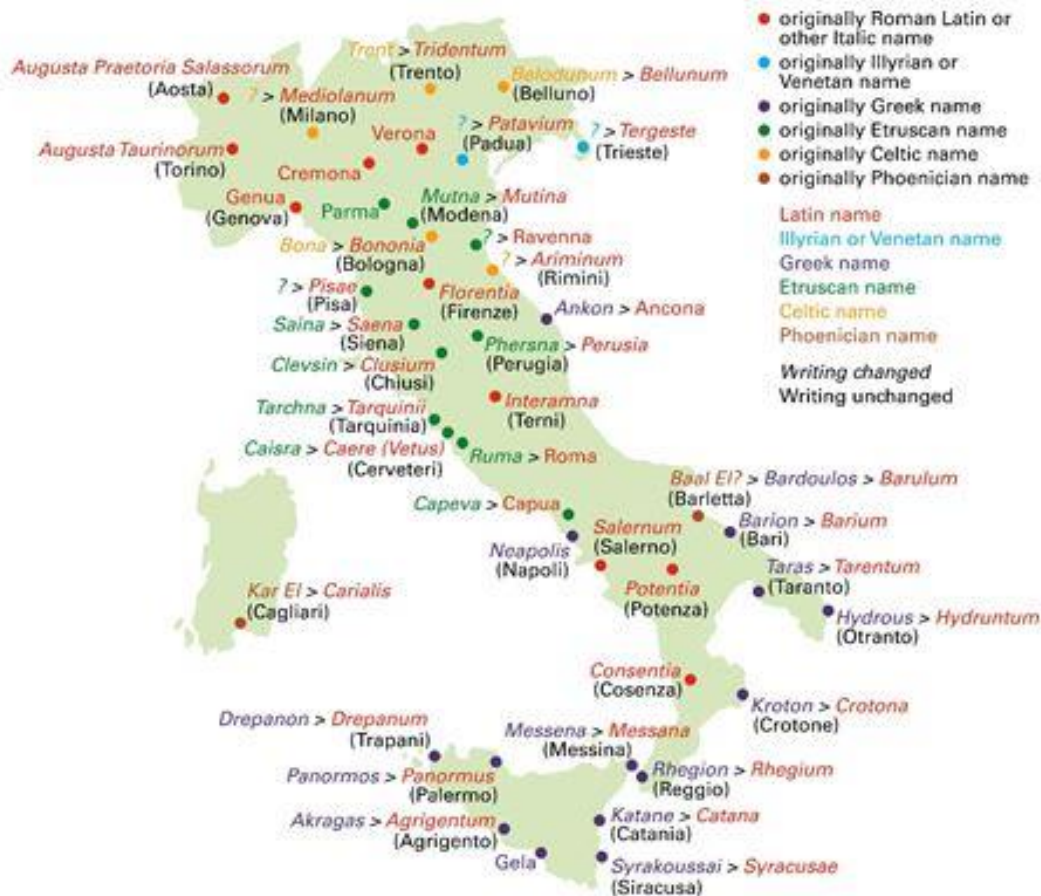 originally Roman Latin or
other Italic name
originally Illyrian or
Venetan name
originally Greek name
originally Etruscan name
originally Celtic name
originally Phoenician name
Latin name
Illyrian or Venetan name
Greek name
Etruscan name
Celtic name
Phoenician name
Writing changed
Writing unchanged
Trent > Tridentum
(Trento)
Augusta Praetoria Salassorum
(Aosta)
Belodunum > Bellunum
(Belluno)
? > Mediolanum
(Milano)
Verona
? > Patavium
(Padua)
? > Tergeste
(Trieste)
Augusta Taurinorum
(Torino)
Cremona
Genua
(Genova)
Parma
Mutna > Mutina
(Modena)
Bona > Bononia
(Bologna)
? > Ravenna
? > Ariminum
(Rimini)
? > Pisae
(Pisa)
Florentia
(Firenze)
Ankon > Ancona
Saina > Saena
(Siena)
Phersna > Perusia
(Perugia)
Clevsin > Clusium
(Chiusi)
Interamna
(Terni)
Tarchna > Tarquinii
(Tarquinia)
Caisra > Caere (Vetus)
(Cerveteri)
Ruma > Roma
Capeva > Capua
Baal El? > Bardoulos > Barulum
(Barletta)
Neapolis
(Napoli)
Salernum
(Salerno)
Barion > Barium
(Bari)
Potentia
(Potenza)
Taras > Tarentum
(Taranto)
Hydrous > Hydruntum
(Otranto)
Kar El > Carialis
(Cagliari)
Consentia
(Cosenza)
Kroton > Crotona
(Crotone)
Drepanon > Drepanum
(Trapani)
Messena > Messana
(Messina)
Panormos > Panormus
(Palermo)
Rhegion > Rhegium
(Reggio)
Akragas > Agrigentum
(Agrigento)
Katane > Catana
(Catania)
Gela
Syrakoussai > Syracusae
(Siracusa)